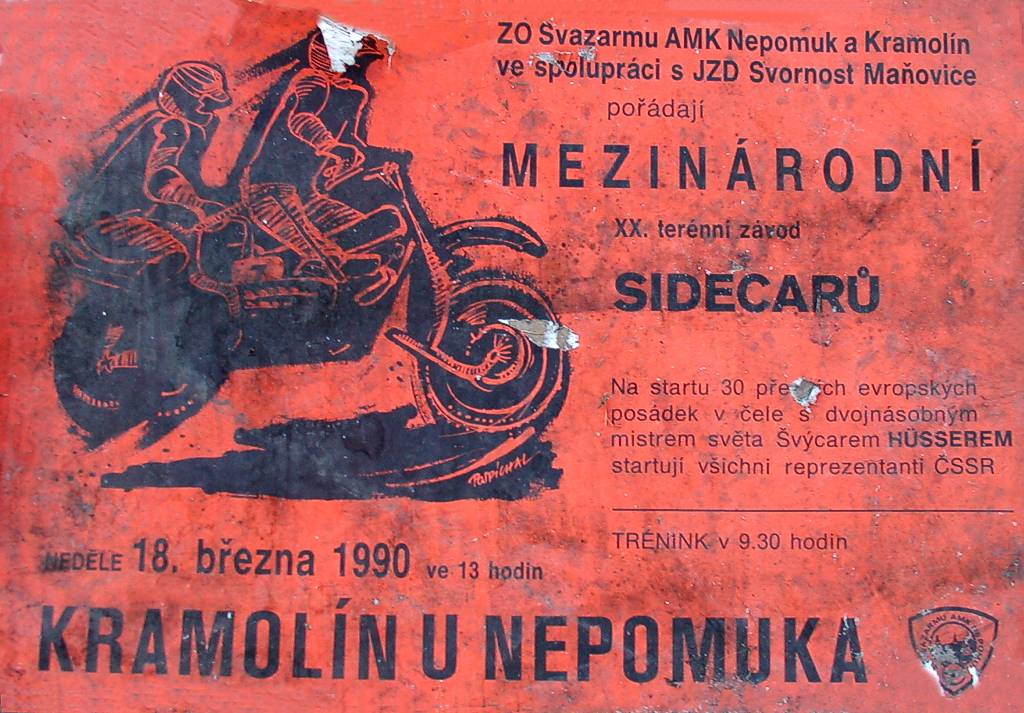 ZO Svazarmu AMK Nepomuk a Kramolín
ve spolupráci s JZD Svornost Maňovice
pořádají
MEZINÁRODNÍ
XX. terénní závod
SIDECARŮ
Na startu 30 evropských
posádek v čele s dvojnásobným
mistrem světa Švýcarem HÜSSEREM
startují všichni reprezentanti ČSSR
TRÉNINK v 9.30 hodin
NEDĚLE 18. března 1990 ve 13 hodin
KRAMOLÍN U NEPOMUKA